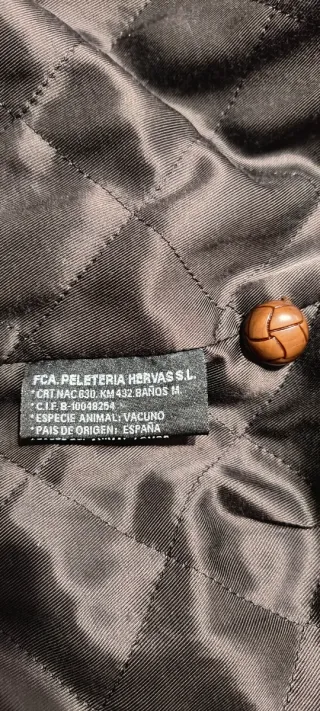 FCA. PELETERIA HERVAS S.L.
*CRT.NAC 630. KM 432. BAÑOS M.
*C.I.F. B-10048254
*ESPECIE ANIMAL: VACUNO
*PAIS DE ORIGEN: ESPAÑA